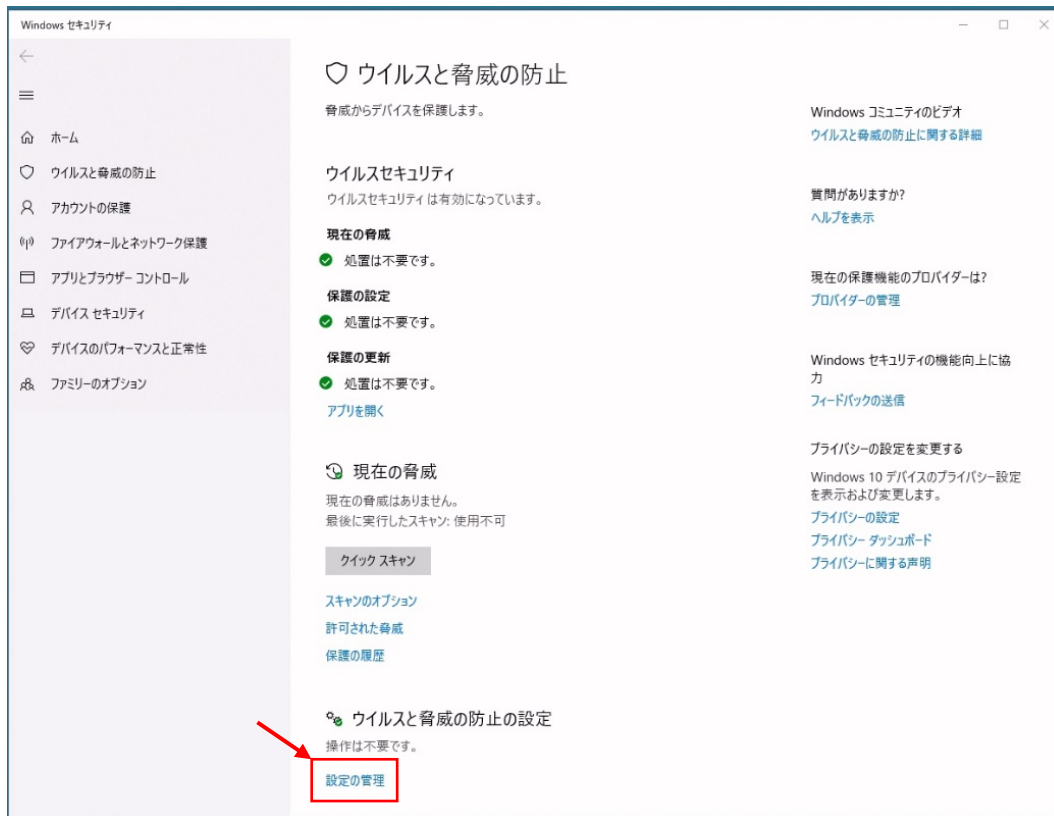 Windows セキュリティ
ホーム
ウイルスと脅威の防止
アカウントの保護
ファイアウォールとネットワーク保護
アプリとブラウザー コントロール
デバイス セキュリティ
デバイスのパフォーマンスと正常性
ファミリーのオプション
ウイルスと脅威の防止
脅威からデバイスを保護します。
ウイルスセキュリティ
ウイルスセキュリティ は有効になっています。
現在の脅威
処置は不要です。
保護の設定
処置は不要です。
保護の更新
処置は不要です。
アプリを開く
現在の脅威
現在の脅威はありません。
最後に実行したスキャン: 使用不可
クイック スキャン
スキャンのオプション
許可された脅威
保護の履歴
ウイルスと脅威の防止の設定
操作は不要です。
設定の管理
Windows コミュニティのビデオ
ウイルスと脅威の防止に関する詳細
質問がありますか?
ヘルプを表示
現在の保護機能のプロバイダーは?
プロバイダーの管理
Windows セキュリティの機能向上に協
力
フィードバックの送信
プライバシーの設定を変更する
Windows 10 デバイスのプライバシー設定
を表示および変更します。
プライバシーの設定
プライバシー ダッシュボード
プライバシーに関する声明